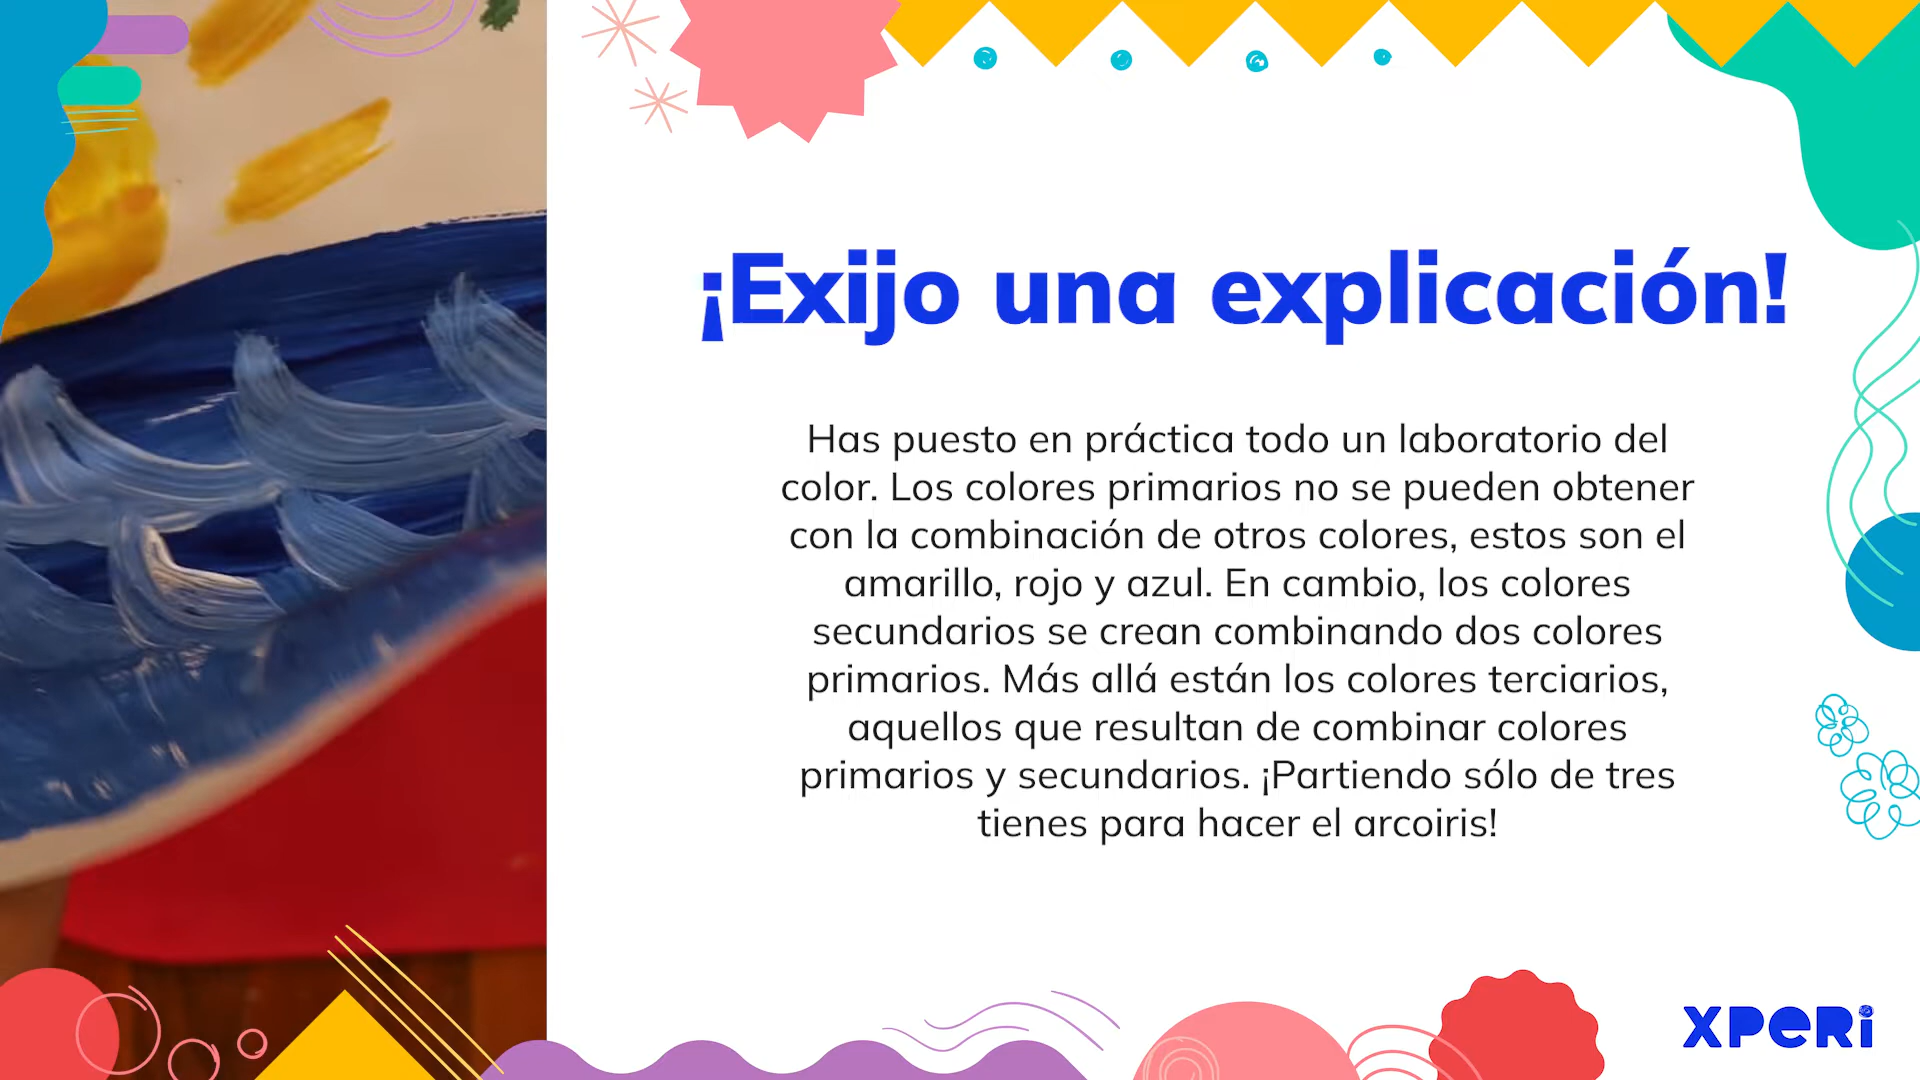 ¡Exijo una explicación!
Has puesto en práctica todo un laboratorio del
color. Los colores primarios no se pueden obtener
con la combinación de otros colores, estos son el
amarillo, rojo y azul. En cambio, los colores
secundarios se crean combinando dos colores
primarios. Más allá están los colores terciarios,
aquellos que resultan de combinar colores
primarios y secundarios. ¡Partiendo sólo de tres
tienes para hacer el arcoiris!
XPERi